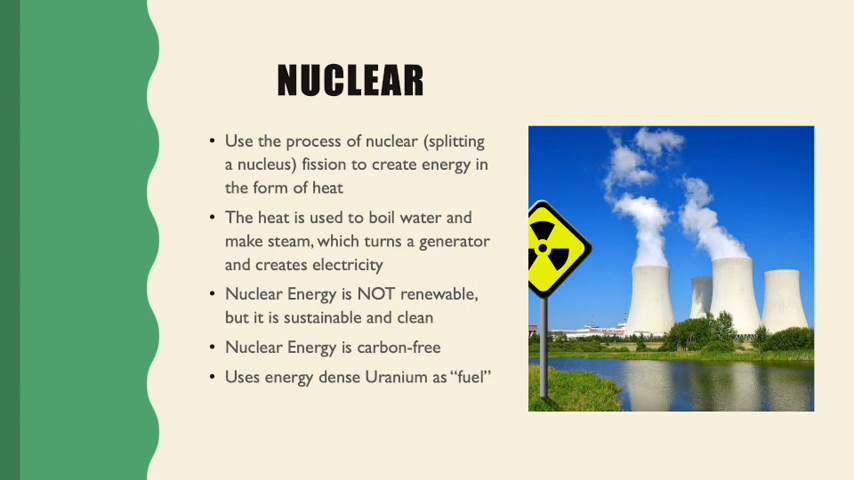 NUCLEAR
• Use the process of nuclear (splitting
a nucleus) fission to create energy in
the form of heat
• The heat is used to boil water and
make steam, which turns a generator
and creates electricity
• Nuclear Energy is NOT renewable,
but it is sustainable and clean
• Nuclear Energy is carbon-free
• Uses energy dense Uranium as “fuel”